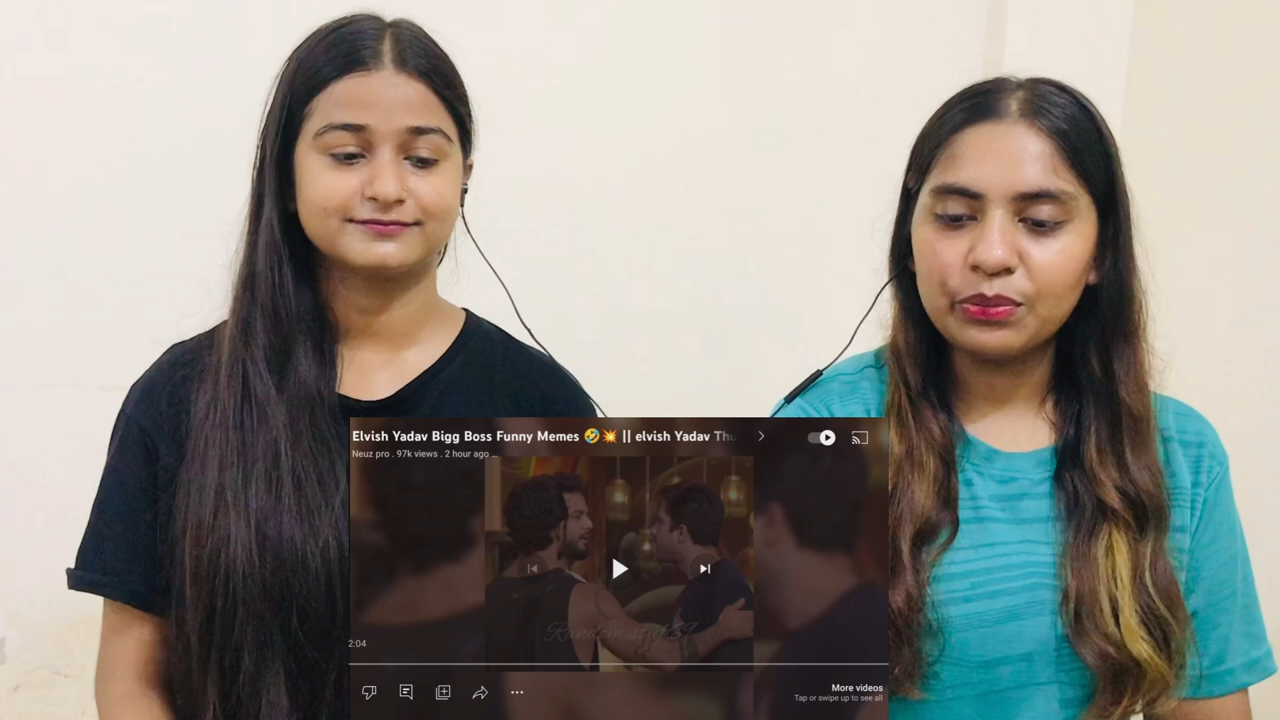 Elvish Yadav Bigg Boss Funny Memes 🤣💥 || elvish Yadav Thu
Neuz pro . 97k views . 2 hour ago ...
2:04
More videos
Tap or swipe up to see all